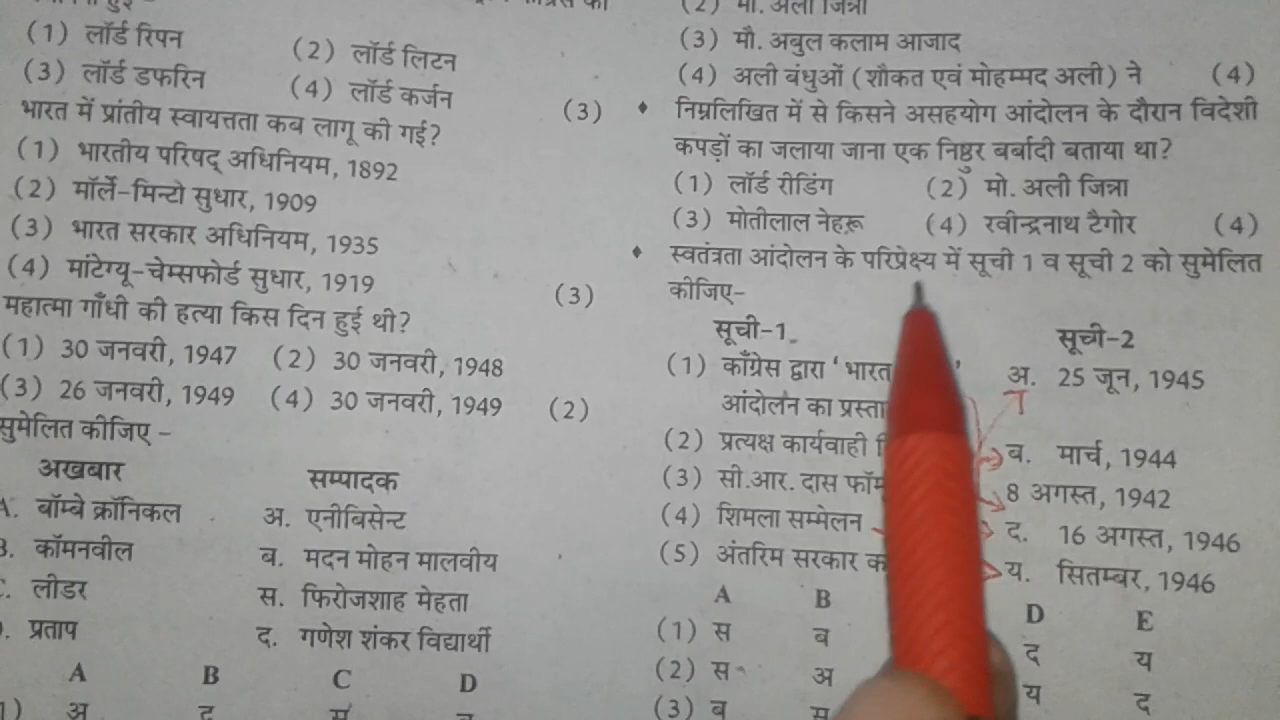 (1) लॉर्ड रिपन (2) लॉर्ड लिटन
(3) लॉर्ड डफरिन (4) लॉर्ड कर्जन (3)
भारत में प्रांतीय स्वायत्तता कब लागू की गई?
(1) भारतीय परिषद् अधिनियम, 1892
(2) मॉर्ले-मिन्टो सुधार, 1909
(3) भारत सरकार अधिनियम, 1935
(4) मांटेग्यू-चेम्सफोर्ड सुधार, 1919 (3)
महात्मा गाँधी की हत्या किस दिन हुई थी?
(1) 30 जनवरी, 1947 (2) 30 जनवरी, 1948
(3) 26 जनवरी, 1949 (4) 30 जनवरी, 1949 (2)
सुमेलित कीजिए -
अखबार सम्पादक
A. बॉम्बे क्रॉनिकल अ. एनीबिसेन्ट
B. कॉमनवील ब. मदन मोहन मालवीय
लीडर स. फिरोजशाह मेहता
प्रताप द. गणेश शंकर विद्यार्थी
A B C D
(2) मो. अली जिन्ना
(3) मौ. अबुल कलाम आजाद
(4) अली बंधुओं (शौकत एवं मोहम्मद अली) ने (4)
♦ निम्नलिखित में से किसने असहयोग आंदोलन के दौरान विदेशी
कपड़ों का जलाया जाना एक निष्ठुर बर्बादी बताया था?
(1) लॉर्ड रीडिंग (2) मो. अली जिन्ना
(3) मोतीलाल नेहरू (4) रवीन्द्रनाथ टैगोर (4)
♦ स्वतंत्रता आंदोलन के परिप्रेक्ष्य में सूची 1 व सूची 2 को सुमेलित
कीजिए-
सूची-1 सूची-2
(1) काँग्रेस द्वारा 'भारत ' अ. 25 जून, 1945
आंदोलन का
(2) प्रत्यक्ष कार्यवाही ब. मार्च, 1944
(3) सी.आर. दास 8 अगस्त, 1942
(4) शिमला सम्मेलन द. 16 अगस्त, 1946
(5) अंतरिम सरकार य. सितम्बर, 1946
A B D E
(1) स ब द य
(2) स अ य द
(3) ब